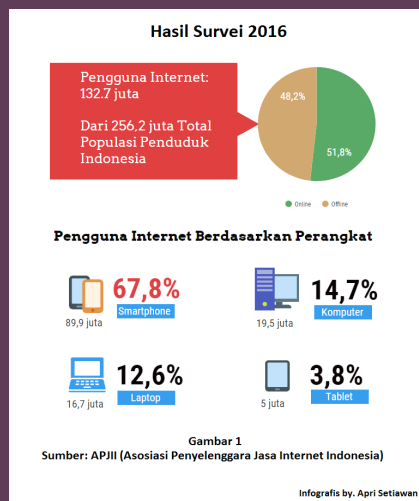 Hasil Survei 2016
Pengguna Internet:
132.7 juta
Dari 256,2 juta Total
Populasi Penduduk
Indonesia
48,2%
51,8%
Online
Offline
Pengguna Internet Berdasarkan Perangkat
67,8%
Smartphone
89,9 juta
14,7%
Komputer
19,5 juta
12,6%
Laptop
16,7 juta
3,8%
Tablet
5 juta
Gambar 1
Sumber: APJII (Asosiasi Penyelenggara Jasa Internet Indonesia)
Infografis by. Apri Setiawan